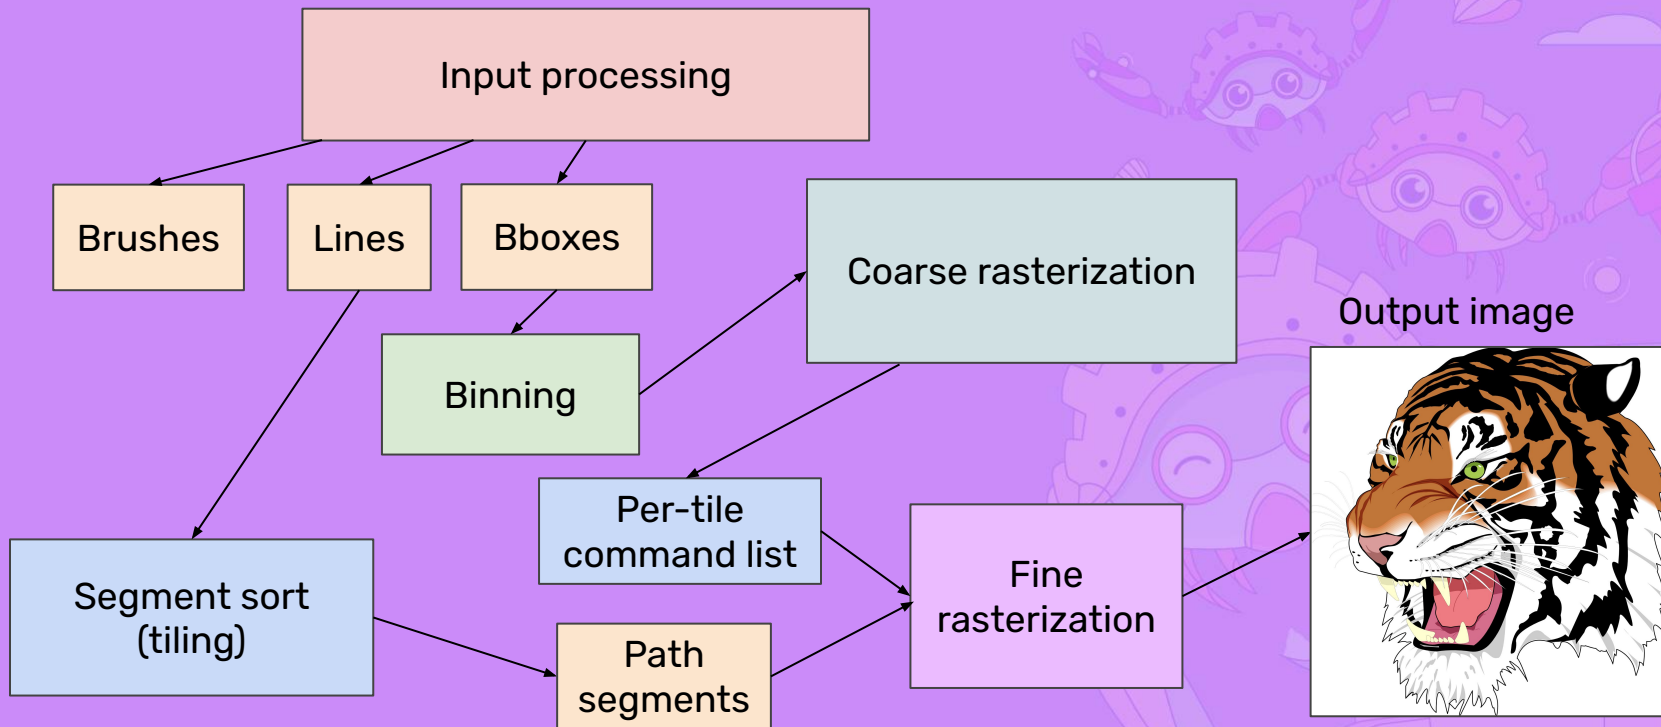 Input processing
Brushes
Lines
Bboxes
Coarse rasterization
Binning
Output image
Per-tile
command list
Segment sort
(tiling)
Path
segments
Fine
rasterization